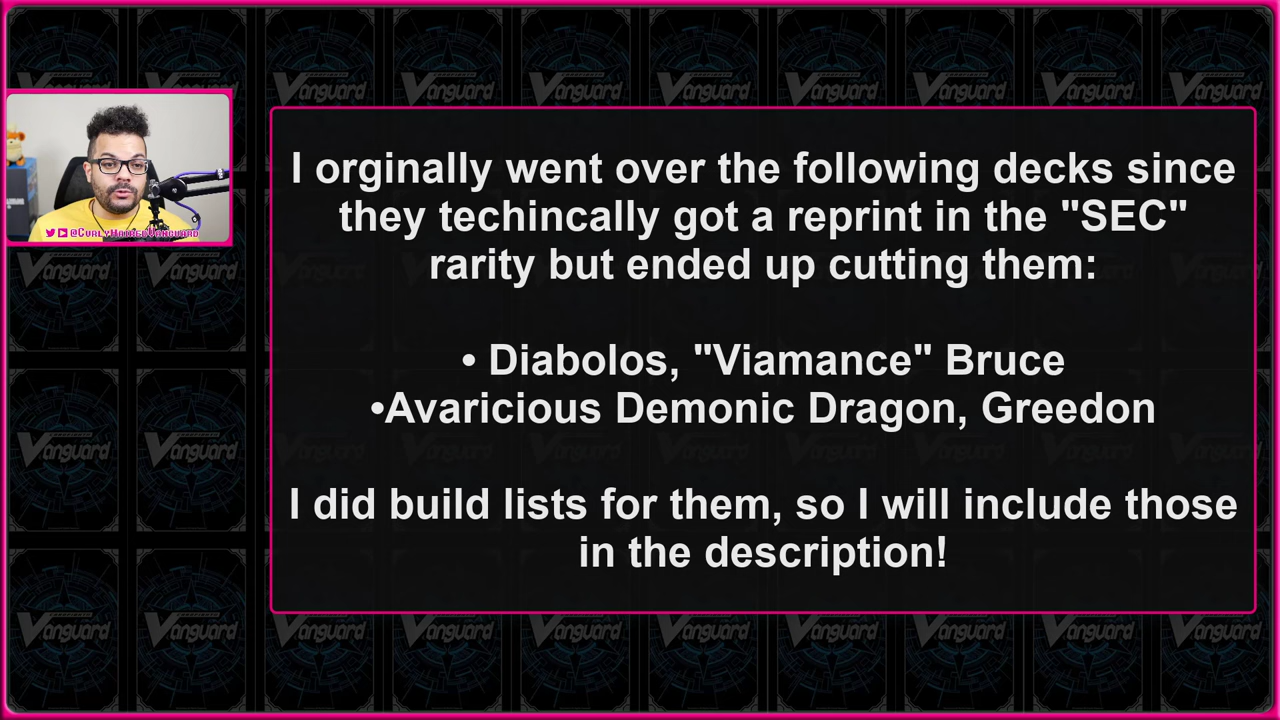 I orginally went over the following decks since
they techincally got a reprint in the "SEC"
rarity but ended up cutting them:
• Diabolos, "Viamance" Bruce
•Avaricious Demonic Dragon, Greedon
I did build lists for them, so I will include those
in the description!
@CurlyHairedVanguard
Vanguard